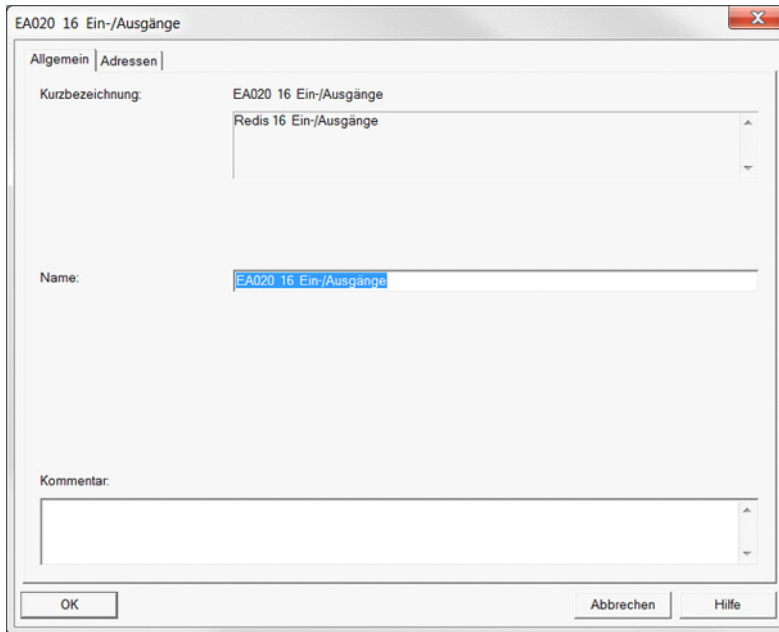 EA020 16 Ein-/Ausgänge
Allgemein Adressen
Kurzbezeichnung: EA020 16 Ein-/Ausgänge
Redis 16 Ein-/Ausgänge
Name: EA020 16 Ein-/Ausgänge
Kommentar:
OK Abbrechen Hilfe